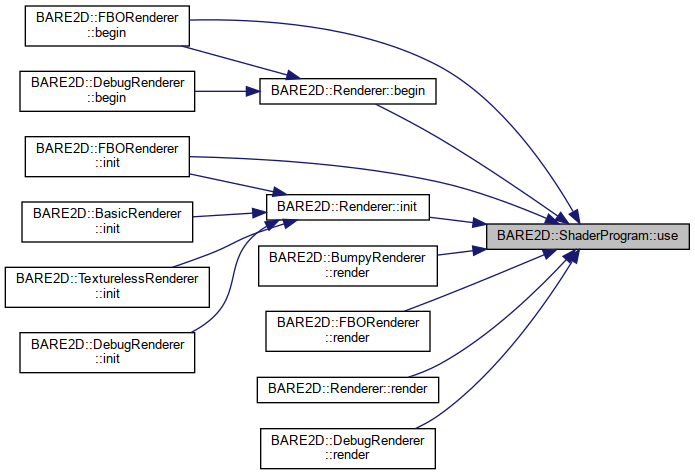 BARE2D::FBORenderer
::begin
BARE2D::DebugRenderer
::begin
BARE2D::Renderer::begin
BARE2D::FBORenderer
::init
BARE2D::BasicRenderer
::init
BARE2D::TexturelessRenderer
::init
BARE2D::DebugRenderer
::init
BARE2D::Renderer::init
BARE2D::BumpyRenderer
::render
BARE2D::FBORenderer
::render
BARE2D::Renderer::render
BARE2D::DebugRenderer
::render
BARE2D::ShaderProgram::use